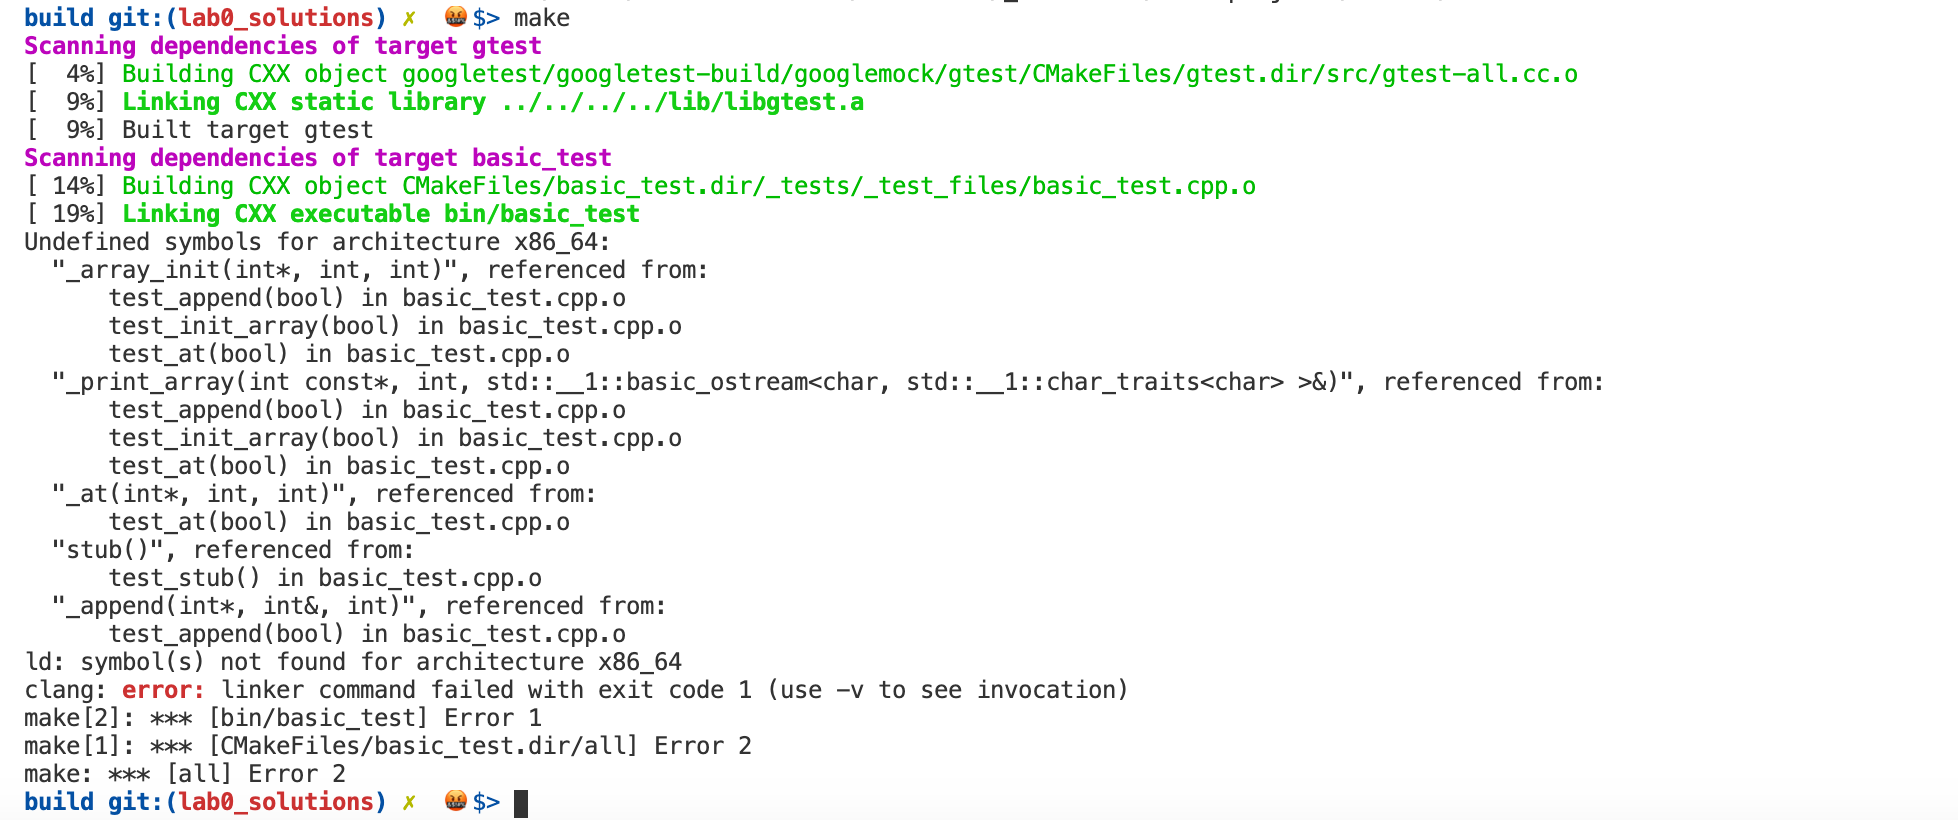 build git:(lab0_solutions) ✗ 🤬$> make
Scanning dependencies of target gtest
[  4%] Building CXX object googletest/googletest-build/googlemock/gtest/CMakeFiles/gtest.dir/src/gtest-all.cc.o
[  9%] Linking CXX static library ../../../../lib/libgtest.a
[  9%] Built target gtest
Scanning dependencies of target basic_test
[ 14%] Building CXX object CMakeFiles/basic_test.dir/_tests/_test_files/basic_test.cpp.o
[ 19%] Linking CXX executable bin/basic_test
Undefined symbols for architecture x86_64:
  "_array_init(int*, int, int)", referenced from:
      test_append(bool) in basic_test.cpp.o
      test_init_array(bool) in basic_test.cpp.o
      test_at(bool) in basic_test.cpp.o
  "_print_array(int const*, int, std::__1::basic_ostream<char, std::__1::char_traits<char> >&)", referenced from:
      test_append(bool) in basic_test.cpp.o
      test_init_array(bool) in basic_test.cpp.o
      test_at(bool) in basic_test.cpp.o
  "_at(int*, int, int)", referenced from:
      test_at(bool) in basic_test.cpp.o
  "stub()", referenced from:
      test_stub() in basic_test.cpp.o
  "_append(int*, int&, int)", referenced from:
      test_append(bool) in basic_test.cpp.o
ld: symbol(s) not found for architecture x86_64
clang: error: linker command failed with exit code 1 (use -v to see invocation)
make[2]: *** [bin/basic_test] Error 1
make[1]: *** [CMakeFiles/basic_test.dir/all] Error 2
make: *** [all] Error 2
build git:(lab0_solutions) ✗ 🤬$>